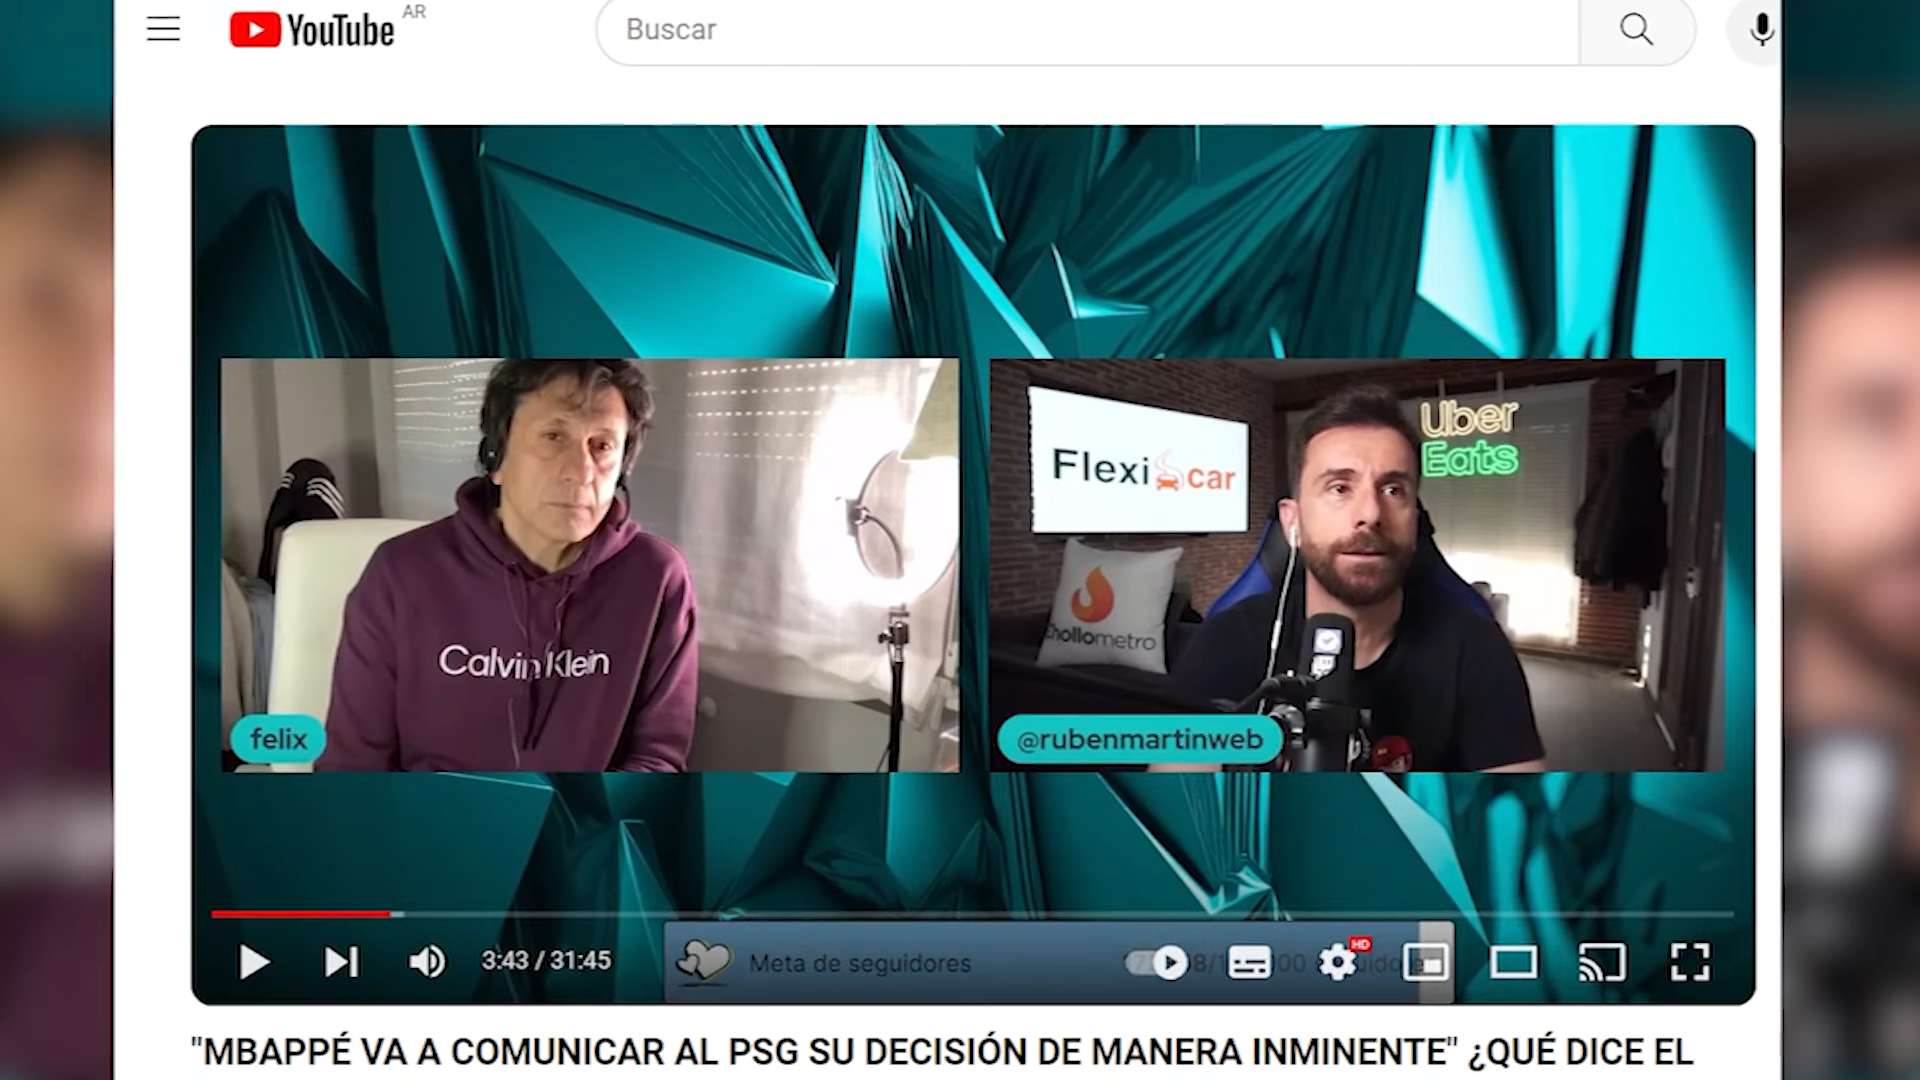 YouTube AR
Buscar
Flexicar
Uber
Eats
Chollometro
Calvin Klein
felix
@rubenmartinweb
3:43 / 31:45
Meta de seguidores
HD
"MBAPPÉ VA A COMUNICAR AL PSG SU DECISIÓN DE MANERA INMINENTE" ¿QUÉ DICE EL